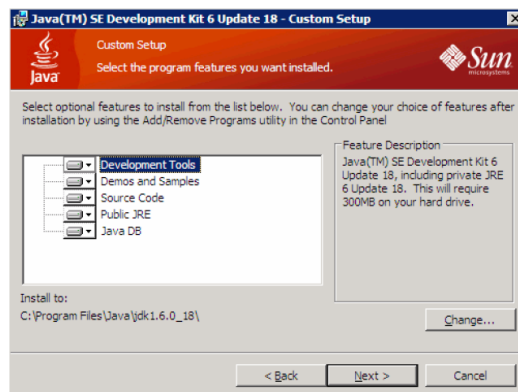 Java(TM) SE Development Kit 6 Update 18 - Custom Setup
Custom Setup
Select the program features you want installed.
Java
Sun
microsystems
Select optional features to install from the list below. You can change your choice of features after
installation by using the Add/Remove Programs utility in the Control Panel
Development Tools
Demos and Samples
Source Code
Public JRE
Java DB
Feature Description
Java(TM) SE Development Kit 6
Update 18, including private JRE
6 Update 18. This will require
300MB on your hard drive.
Install to:
C:\Program Files\Java\jdk1.6.0_18\
Change...
< Back
Next >
Cancel